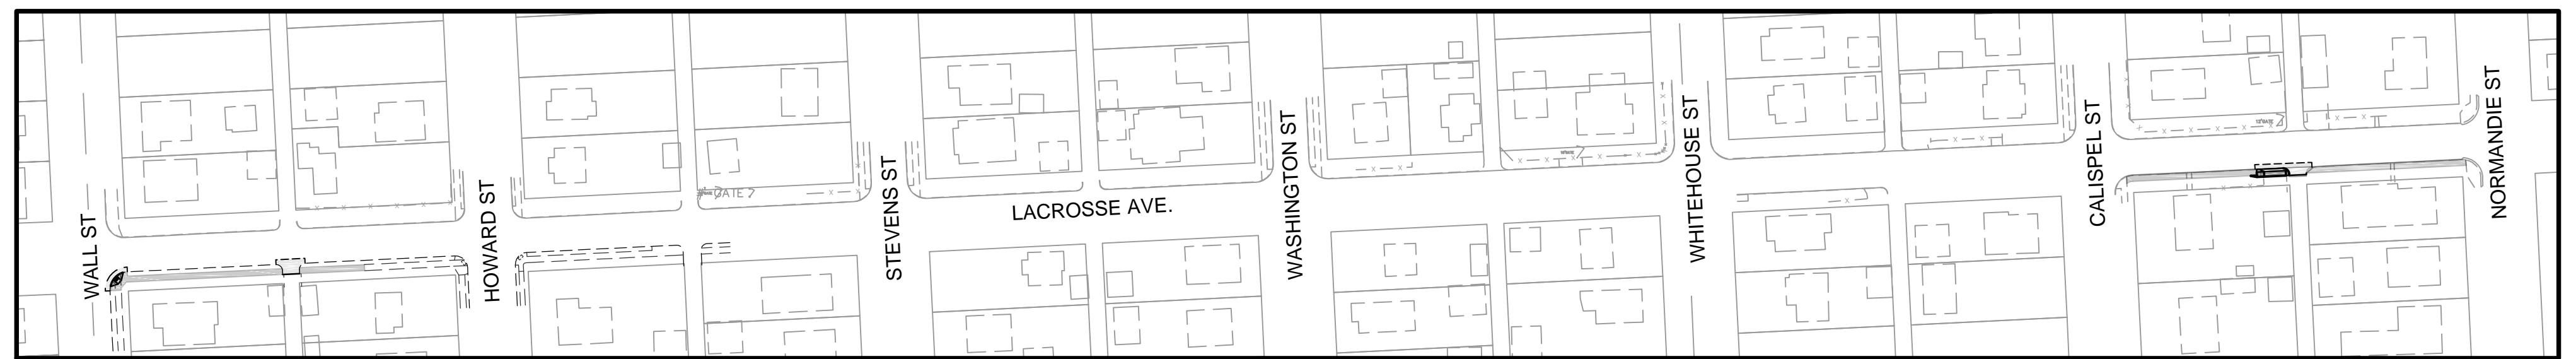 WALL ST
HOWARD ST
GATE
STEVENS ST
LACROSSE AVE.
WASHINGTON ST
WHITEHOUSE ST
CALISPEL ST
NORMANDIE ST